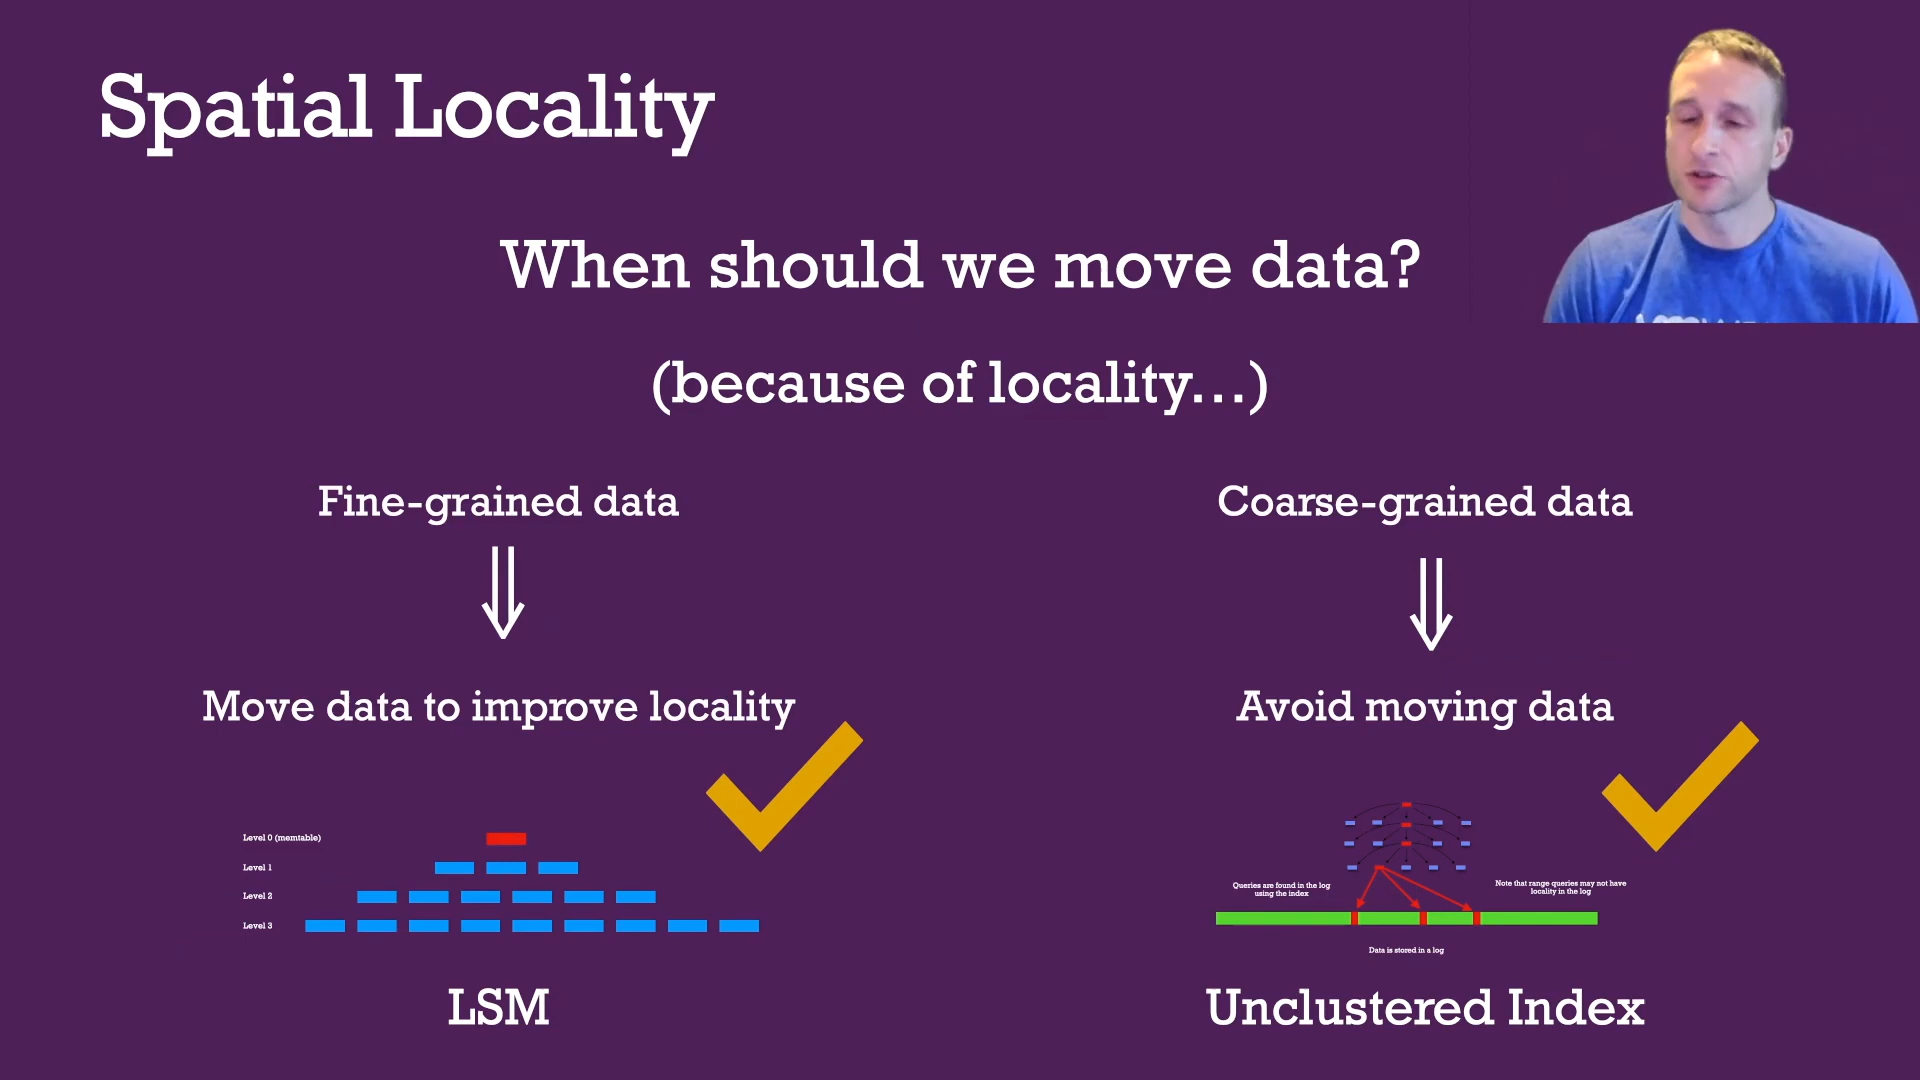 Spatial Locality
When should we move data?
(because of locality...)
Fine-grained data
Move data to improve locality
Level 0 (memtable)
Level 1
Level 2
Level 3
LSM
Coarse-grained data
Avoid moving data
Queries are found in the log
using the index
Note that range queries may not have
locality in the log
Data is stored in a log
Unclustered Index